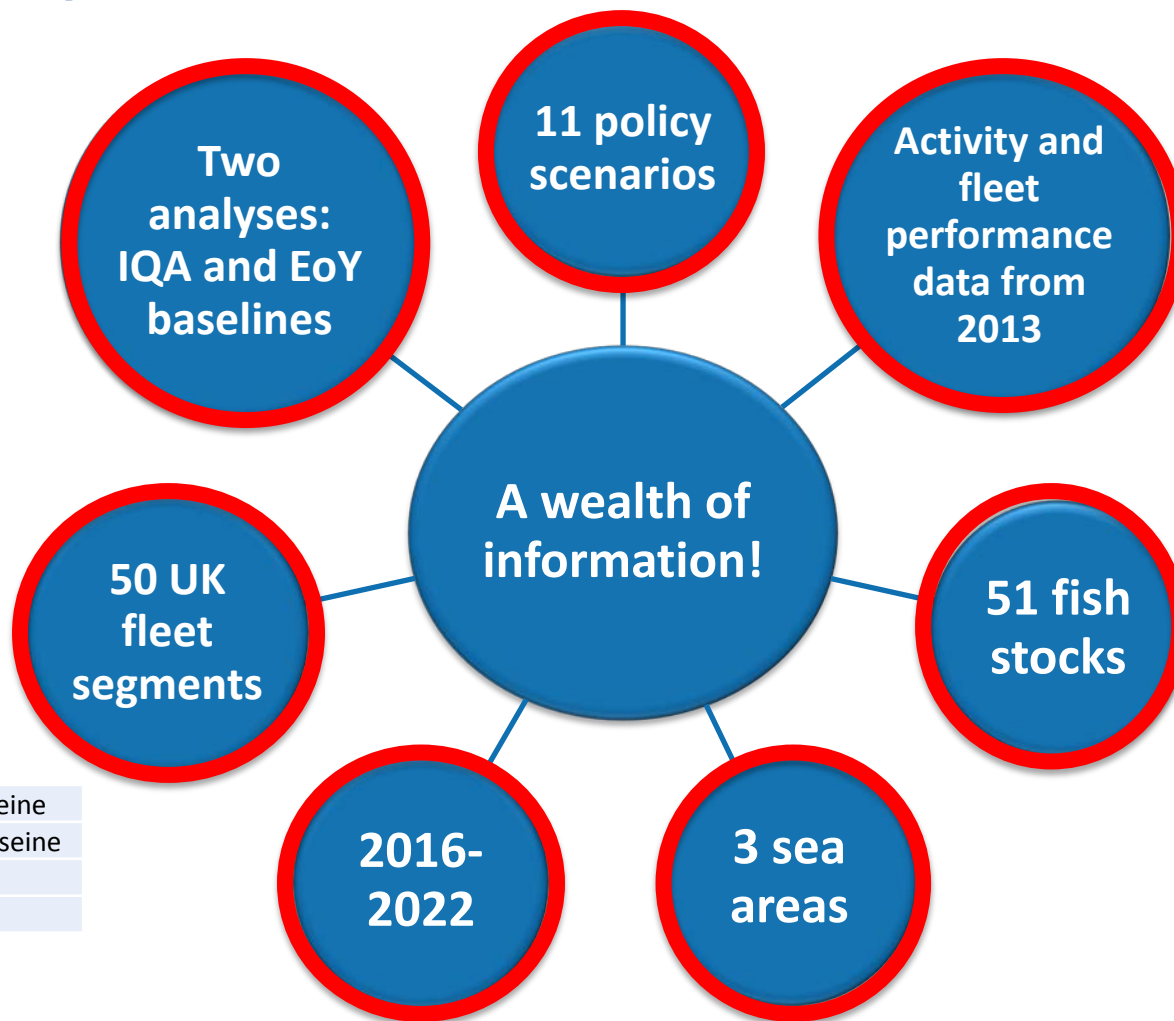 11 policy
scenarios
Two
analyses:
IQA and EoY
baselines
Activity and
fleet
performance
data from
2013
A wealth of
information!
50 UK
fleet
segments
51 fish
stocks
seine
2016-
2022
3 sea
areas